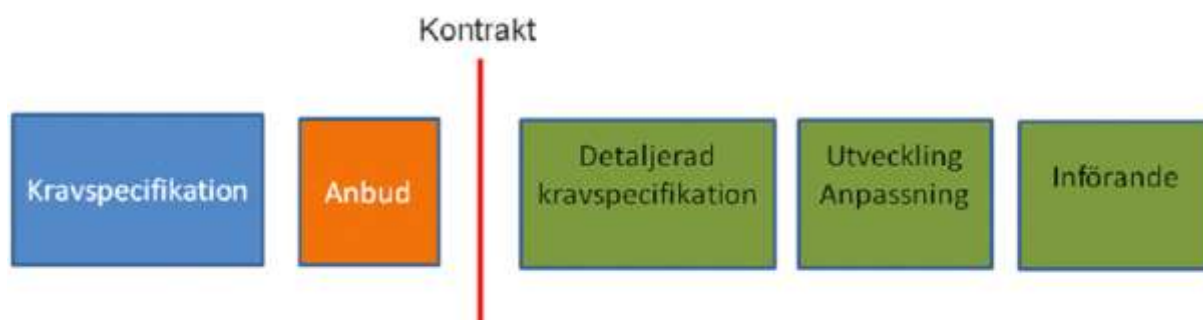 Kontrakt
Kravspecifikation
Anbud
Detaljerad
kravspecifikation
Utveckling
Anpassning
Införande